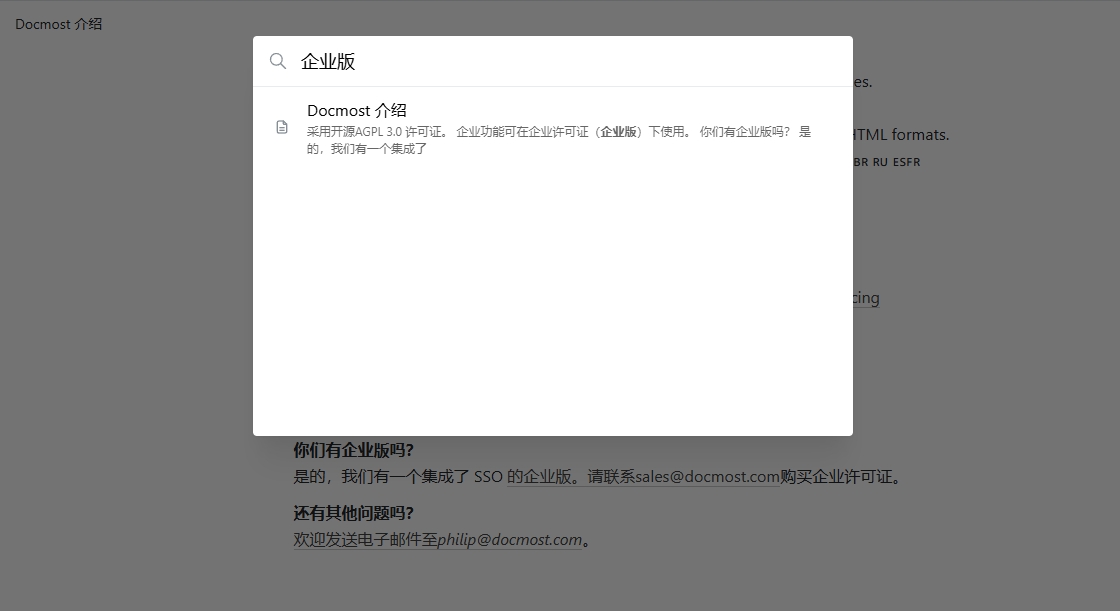 Docmost 介绍
企业版
es.
Docmost 介绍
采用开源AGPL 3.0 许可证。 企业功能可在企业许可证（企业版）下使用。 你们有企业版吗？ 是
的，我们有一个集成了
HTML formats.
BR RU ESFR
cing
你们有企业版吗？
是的，我们有一个集成了 SSO 的企业版。请联系sales@docmost.com购买企业许可证。
还有其他问题吗？
欢迎发送电子邮件至philip@docmost.com。